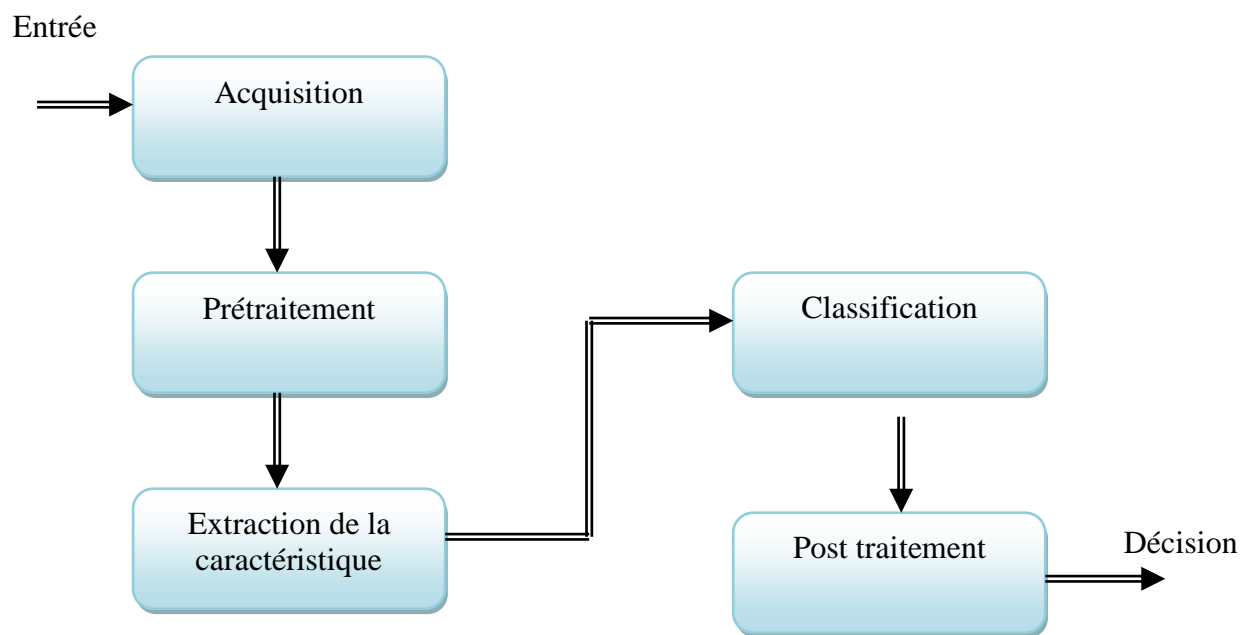 Entrée
Acquisition
Prétraitement
Extraction de la
caractéristique
Classification
Post traitement
Décision